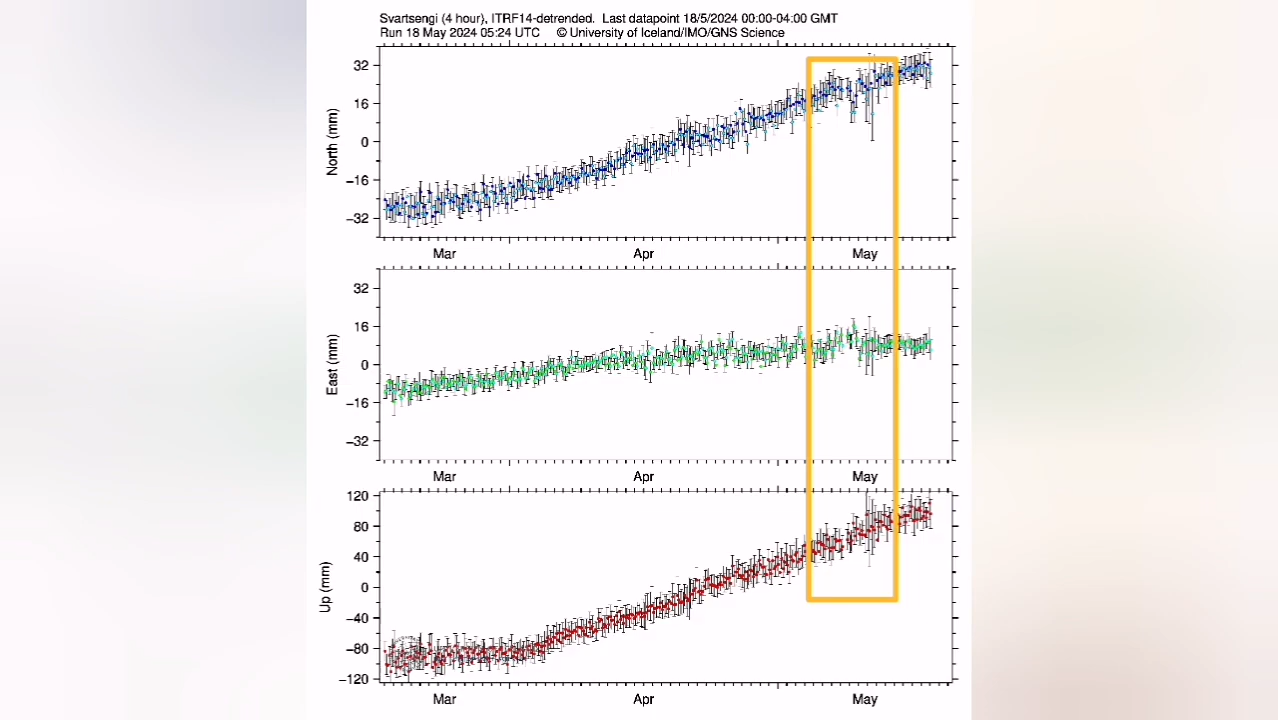 Svartsengi (4 hour), ITRF14-detrended. Last datapoint 18/5/2024 00:00-04:00 GMT
Run 18 May 2024 05:24 UTC © University of Iceland/IMO/GNS Science
North (mm)
32
16
0
−16
−32
Mar Apr May
East (mm)
32
16
0
−16
−32
Mar Apr May
Up (mm)
120
80
40
0
−40
−80
−120
Mar Apr May